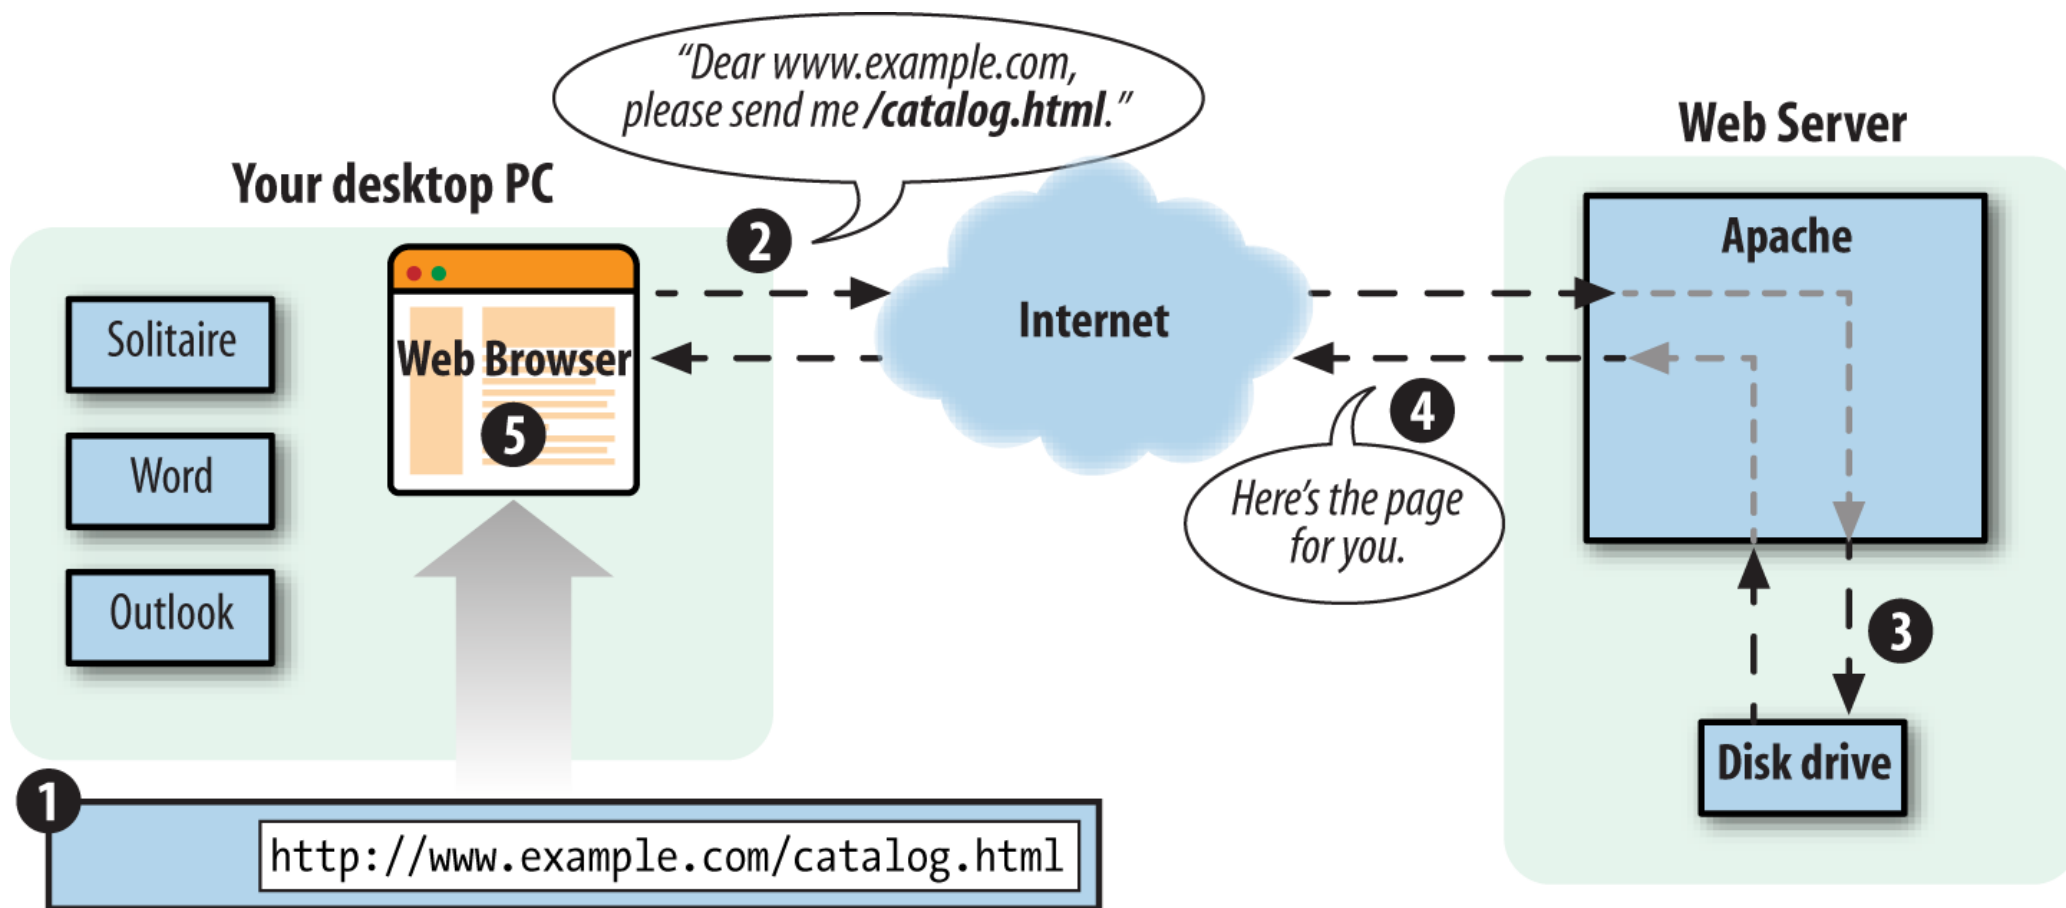 “Dear www.example.com,
please send me /catalog.html.”
Web Server
Your desktop PC
2
Apache
Solitaire
Internet
Web Browser
4
5
Word
Here’s the page
for you.
Outlook
3
Disk drive
1
http://www.example.com/catalog.html